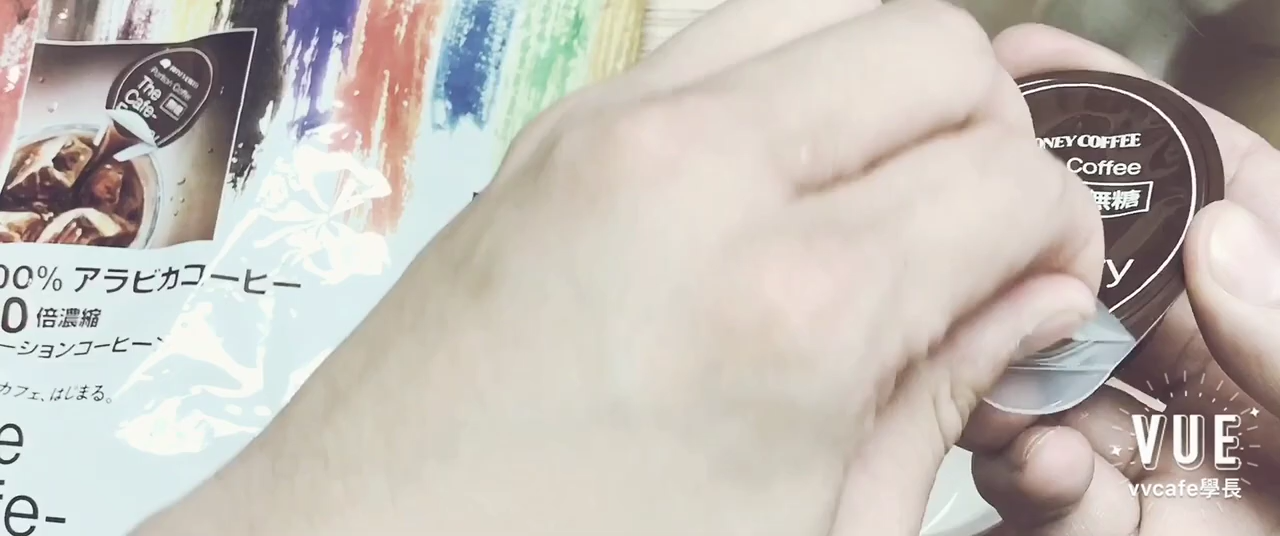 Portion Coffee
The
Cafe-
無糖
00% アラビカコーヒー
0倍濃縮
ーションコーヒー
カフェ、はじまる。
e
fe-
ONEY COFFEE
Coffee
無糖
y
VUE
vvcafe學長